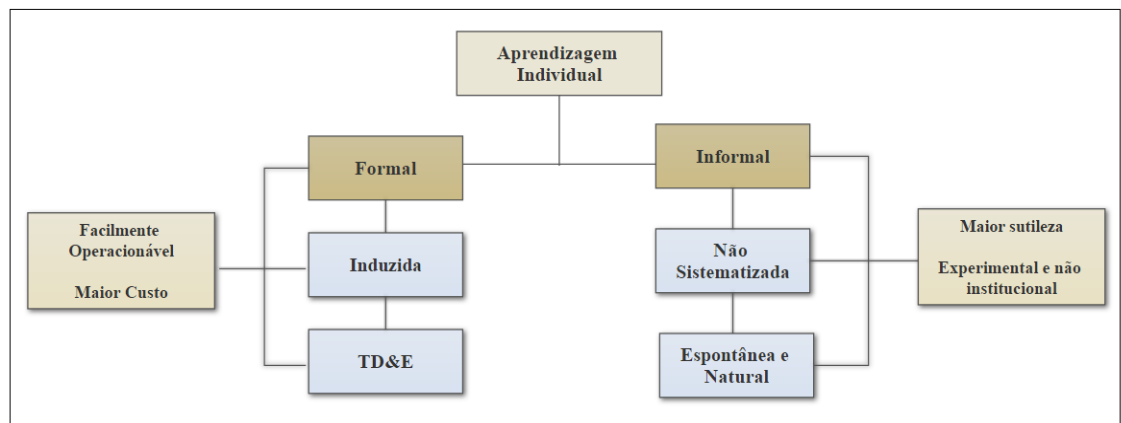 Aprendizagem
Individual
Formal
Informal
Facilmente
Operacionável
Maior Custo
Induzida
Não
Sistematizada
Maior sutileza
Experimental e não
institucional
TD&E
Espontânea e
Natural